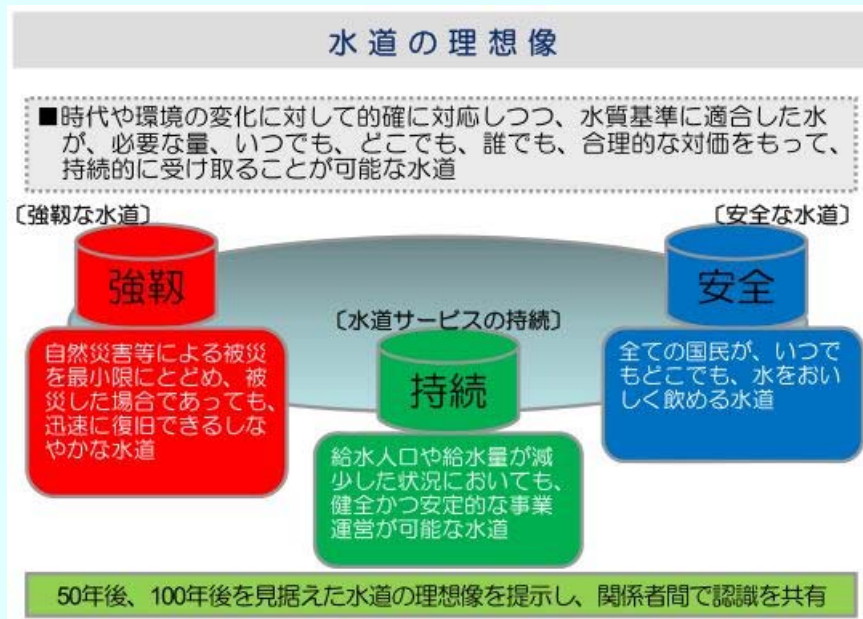 水道の理想像
■時代や環境の変化に対して的確に対応しつつ、水質基準に適合した水
が、必要な量、いつでも、どこでも、誰でも、合理的な対価をもって、
持続的に受け取ることが可能な水道
〔強靱な水道〕
強靱
自然災害等による被災
を最小限にとどめ、被
災した場合であっても、
迅速に復旧できるしな
やかな水道
〔水道サービスの持続〕
持続
給水人口や給水量が減
少した状況においても、
健全かつ安定的な事業
運営が可能な水道
〔安全な水道〕
安全
全ての国民が、いつで
もどこでも、水をおい
しく飲める水道
50年後、100年後を見据えた水道の理想像を提示し、関係者間で認識を共有